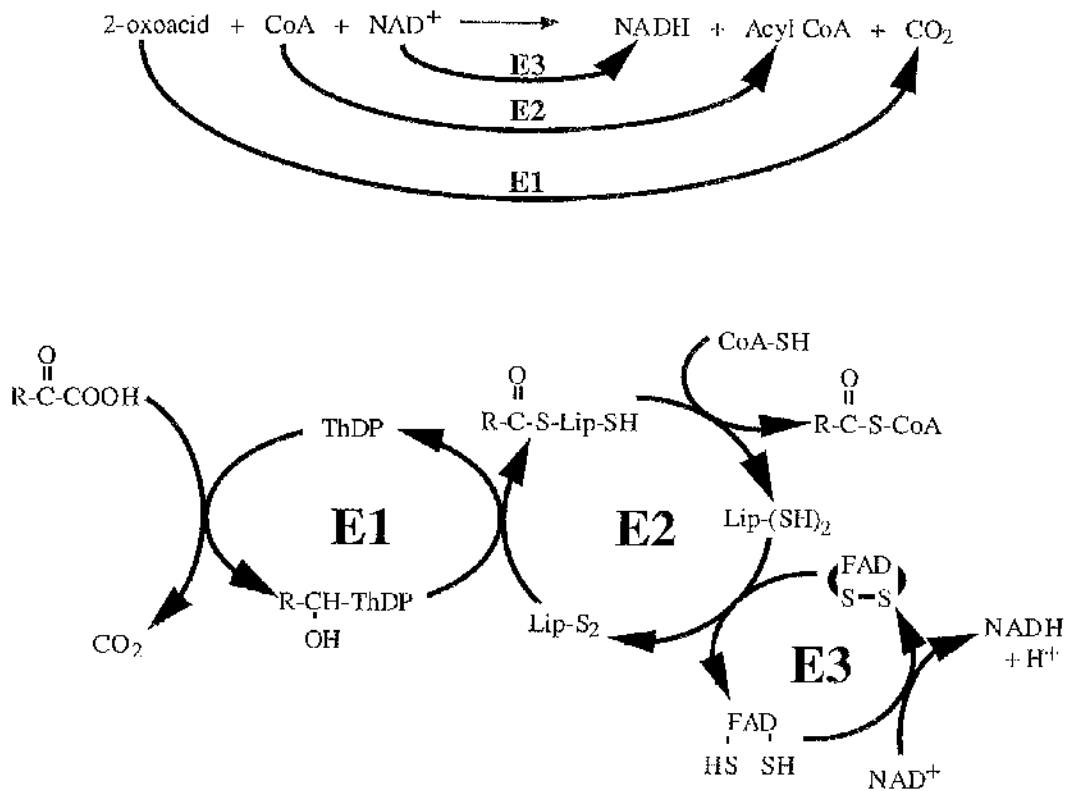 2-oxoacid + CoA + NAD+ → NADH + Acyl CoA + CO2
E3
E2
E1
CoA-SH
O
R-C-COOH
O
R-C-S-Lip-SH
O
R-C-S-CoA
ThDP
Lip-(SH)2
E1
E2
FAD
S-S
R-CH-ThDP
OH
Lip-S2
CO2
NADH
+ H+
E3
FAD
HS SH
NAD+